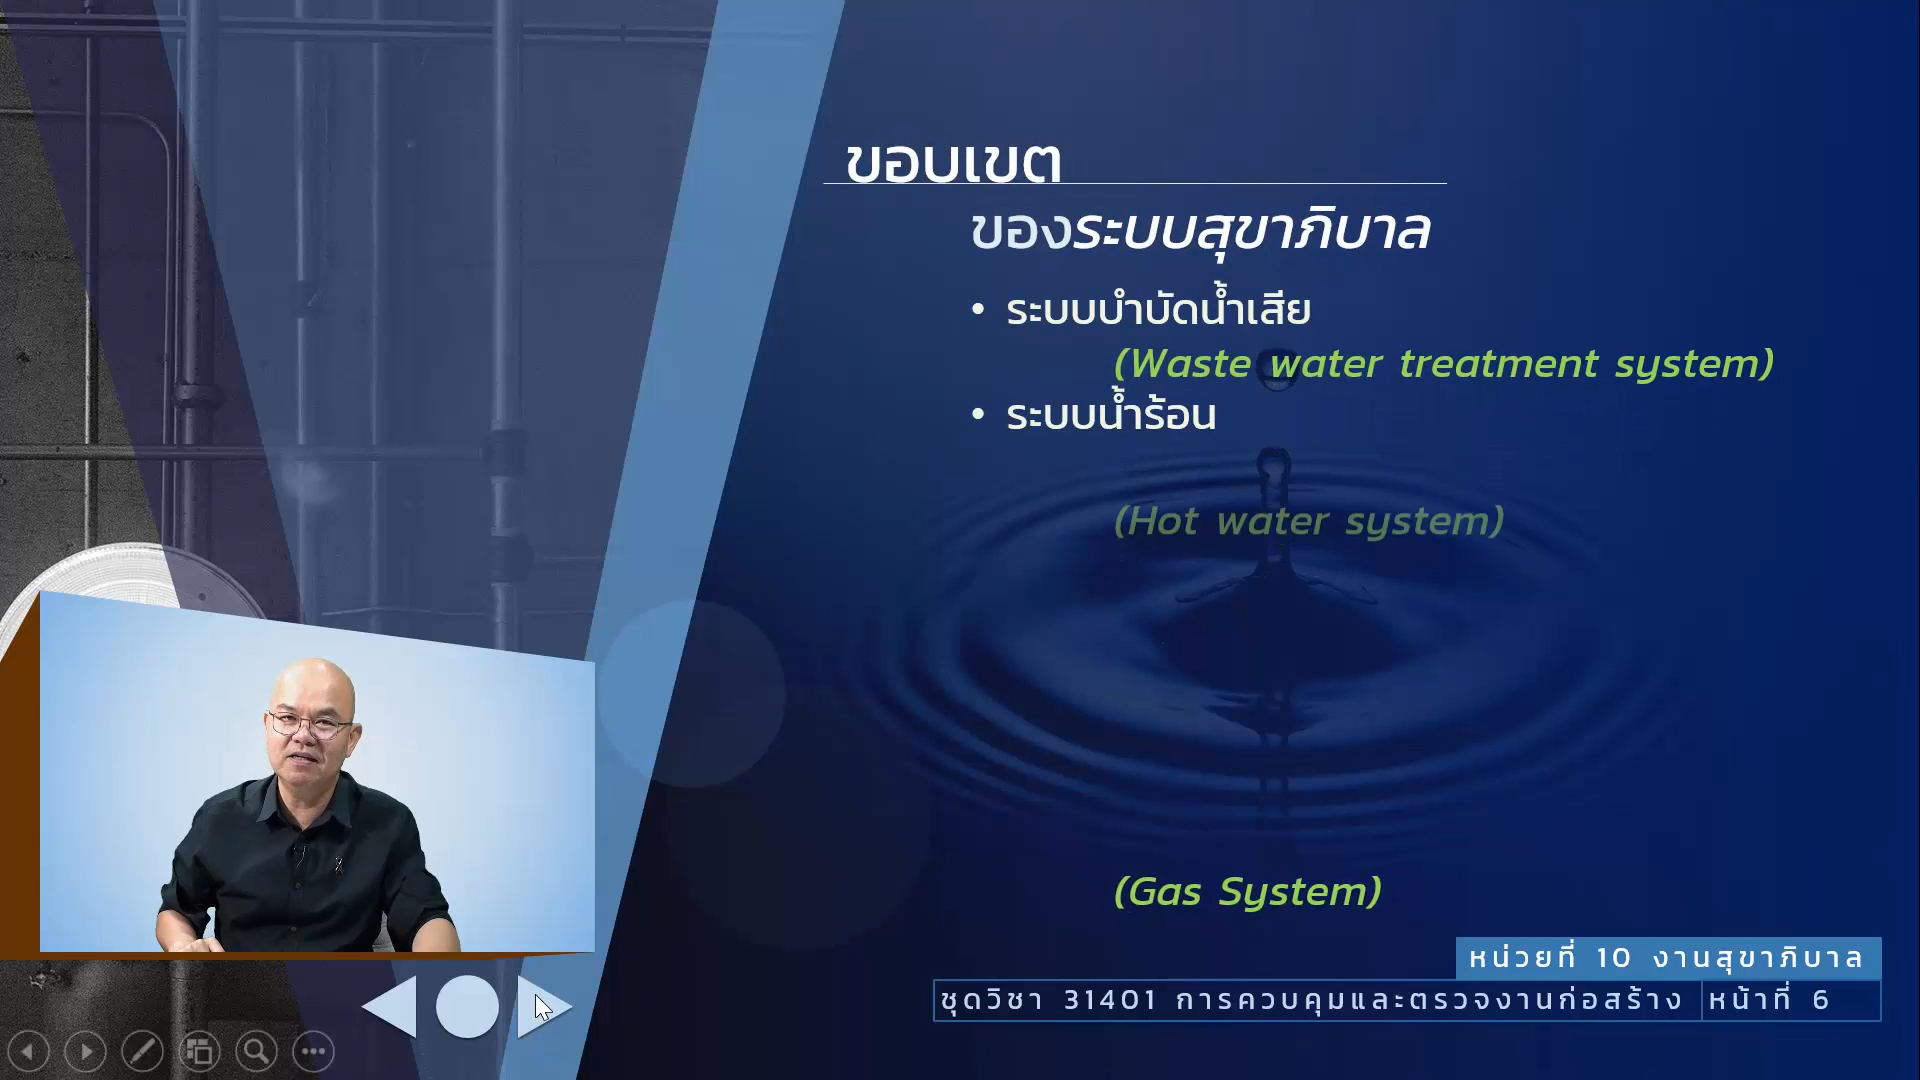 ขอบเขต
ของระบบสุขาภิบาล
• ระบบบำบัดน้ำเสีย
(Waste water treatment system)
• ระบบน้ำร้อน
(Hot water system)
(Gas System)
หน่วยที่ 10 งานสุขาภิบาล
ชุดวิชา 31401 การควบคุมและตรวจงานก่อสร้าง หน้าที่ 6